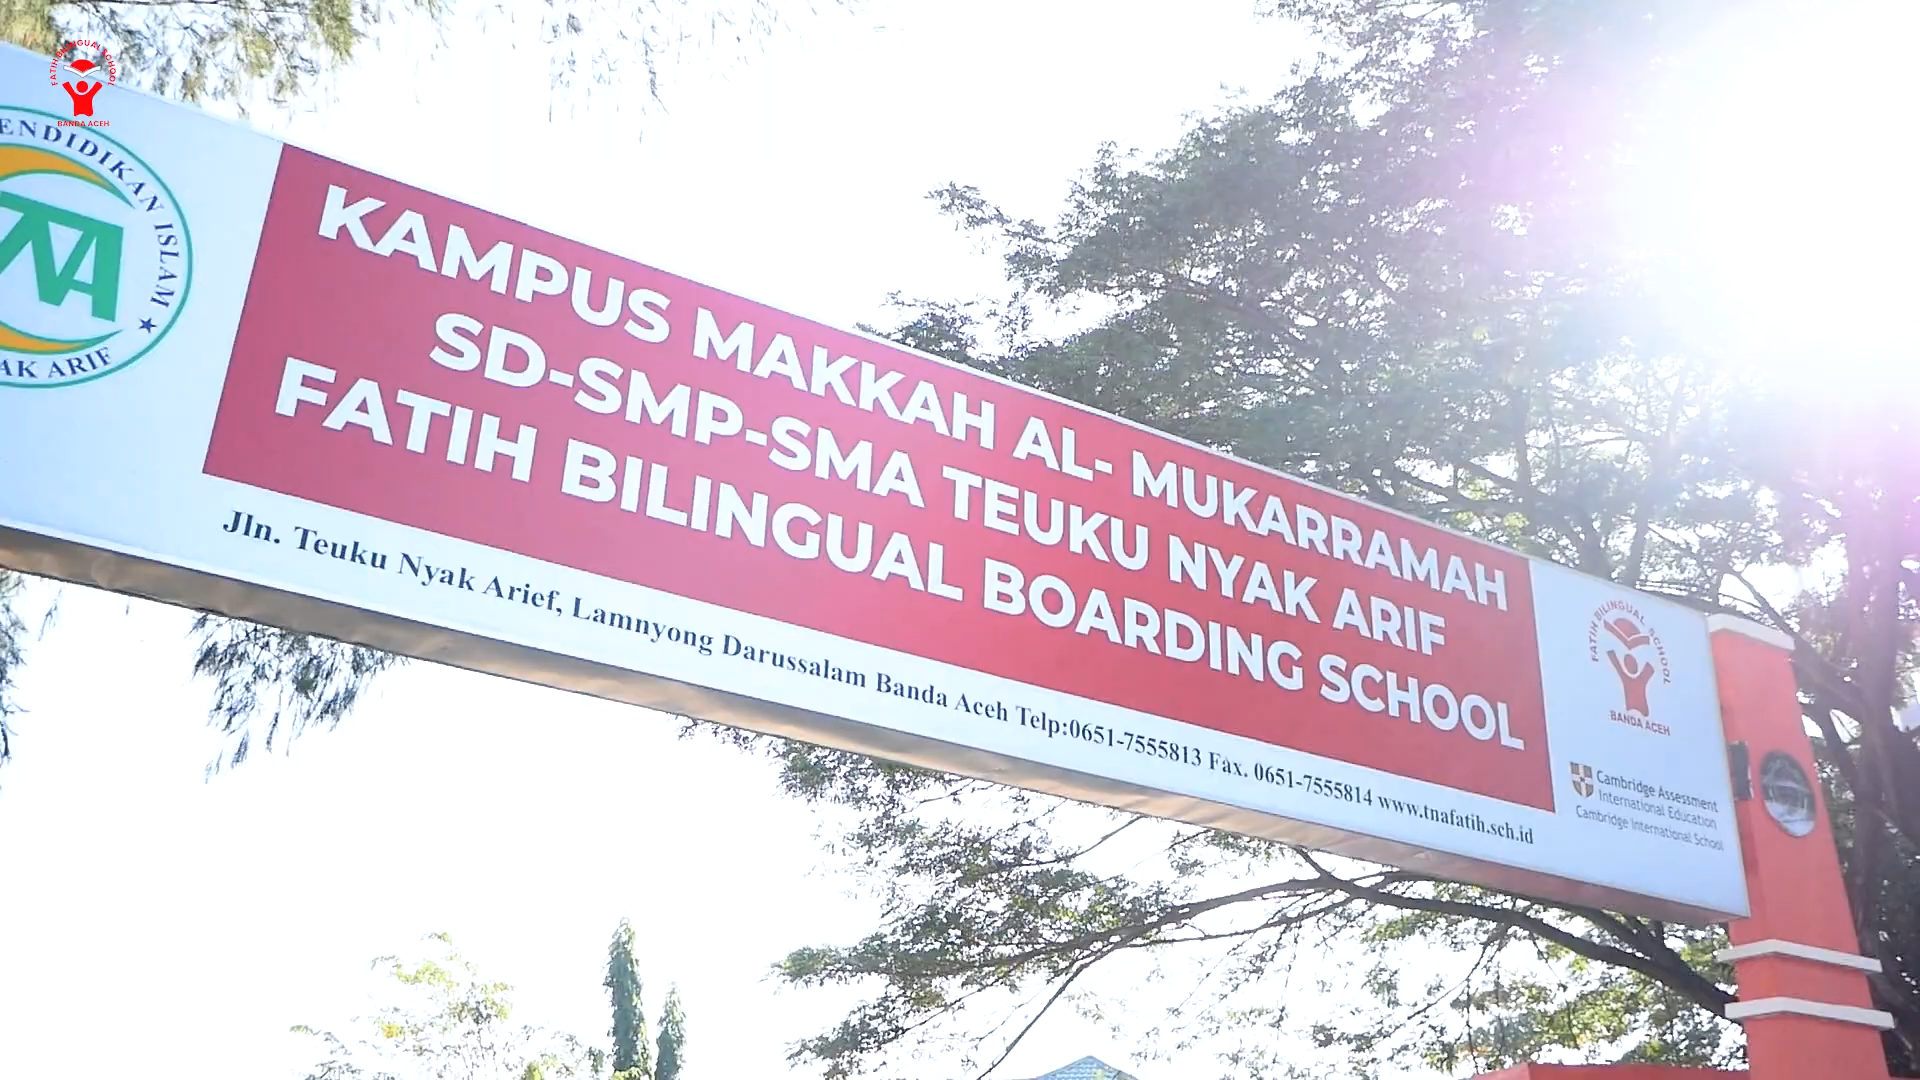 FATIH BILINGUAL SCHOOL
BANDA ACEH
PENDIDIKAN ISLAM
TNA
NYAK ARIF
KAMPUS MAKKAH AL- MUKARRAMAH
SD-SMP-SMA TEUKU NYAK ARIF
FATIH BILINGUAL BOARDING SCHOOL
Jln. Teuku Nyak Arief, Lamnyong Darussalam Banda Aceh Telp:0651-7555813 Fax. 0651-7555814 www.tnafatih.sch.id
FATIH BILINGUAL SCHOOL
BANDA ACEH
Cambridge Assessment
International Education
Cambridge International School